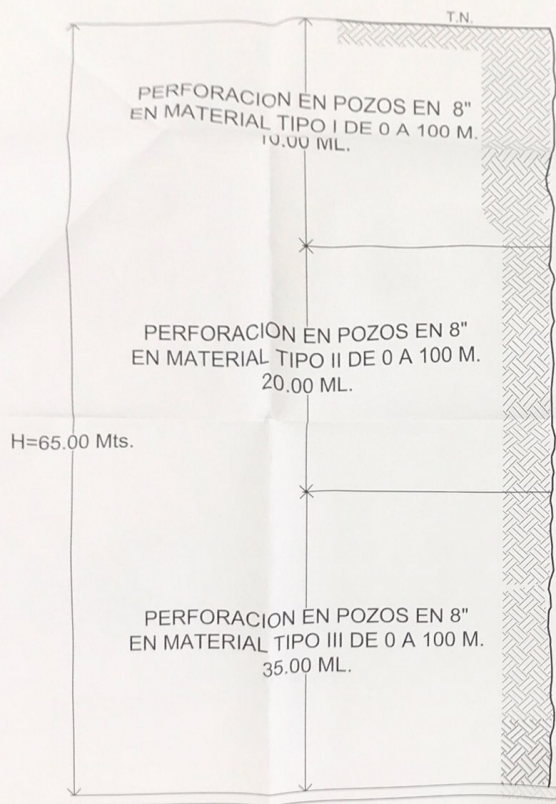 T.N.
PERFORACION EN POZOS EN 8"
EN MATERIAL TIPO I DE 0 A 100 M.
10.00 ML.
PERFORACION EN POZOS EN 8"
EN MATERIAL TIPO II DE 0 A 100 M.
20.00 ML.
H=65.00 Mts.
PERFORACION EN POZOS EN 8"
EN MATERIAL TIPO III DE 0 A 100 M.
35.00 ML.